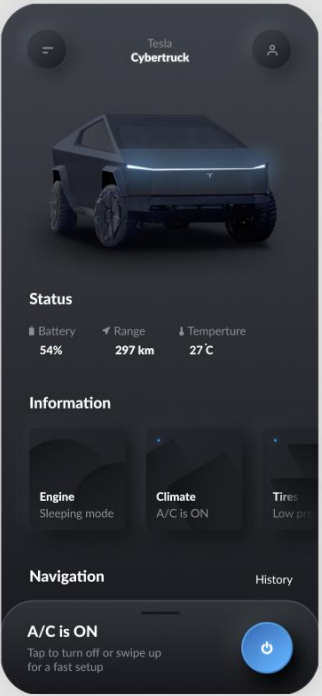 Tesla
Cybertruck
Status
Battery Range Temperture
54% 297 km 27°C
Information
Engine Climate Tires
Sleeping mode A/C is ON Low
Navigation History
A/C is ON
Tap to turn off or swipe up
for a fast setup